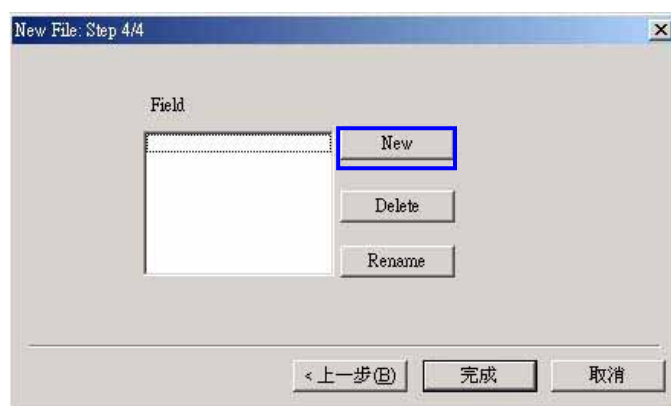 New File: Step 4/4
Field
New
Delete
Rename
<上一步(B)
完成
取消